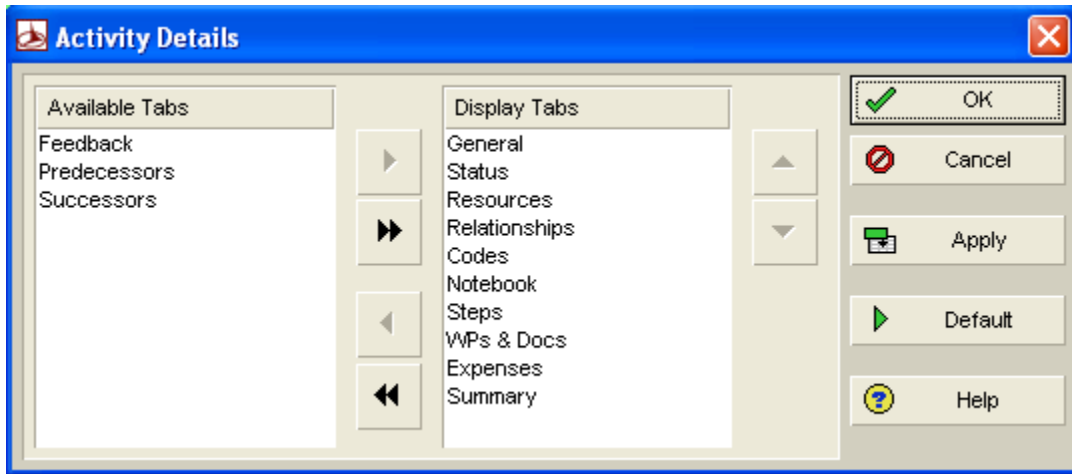 Activity Details
Available Tabs
Feedback
Predecessors
Successors
Display Tabs
General
Status
Resources
Relationships
Codes
Notebook
Steps
WPs & Docs
Expenses
Summary
OK
Cancel
Apply
Default
Help